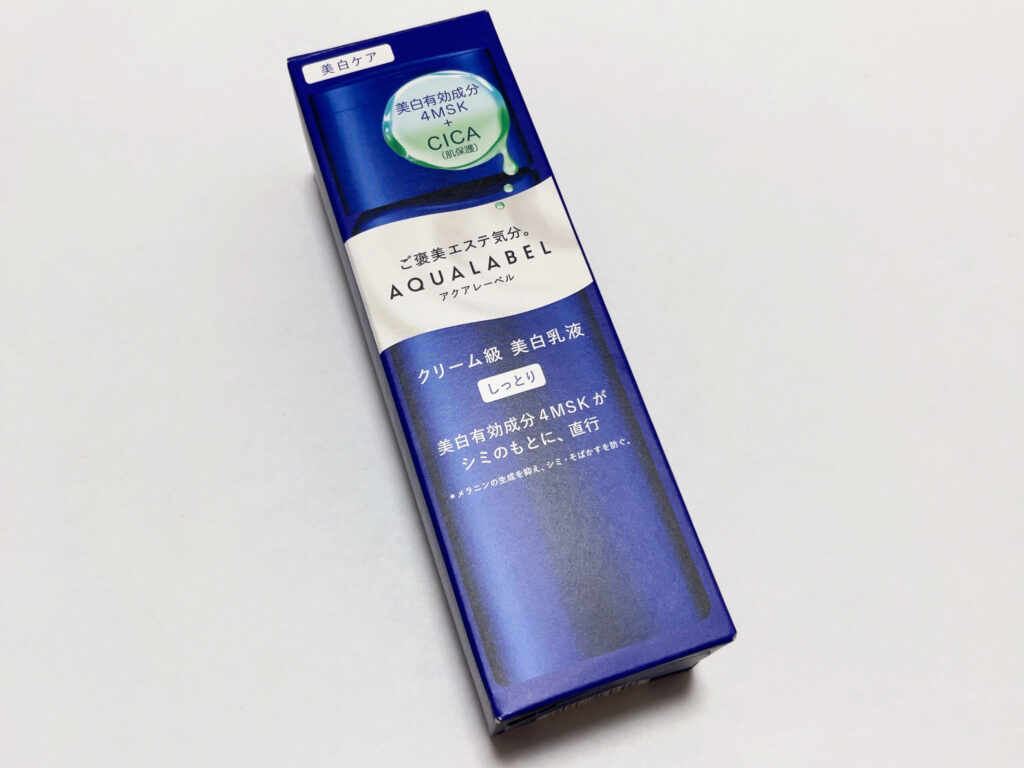 美白ケア
美白有効成分
4MSK
+
CICA
(肌保護)
ご褒美エステ気分。
AQUALABEL
アクアレーベル
クリーム級 美白乳液
しっとり
美白有効成分4MSKが
シミのもとに、直行
*メラニンの生成を抑え、シミ・そばかすを防ぐ。